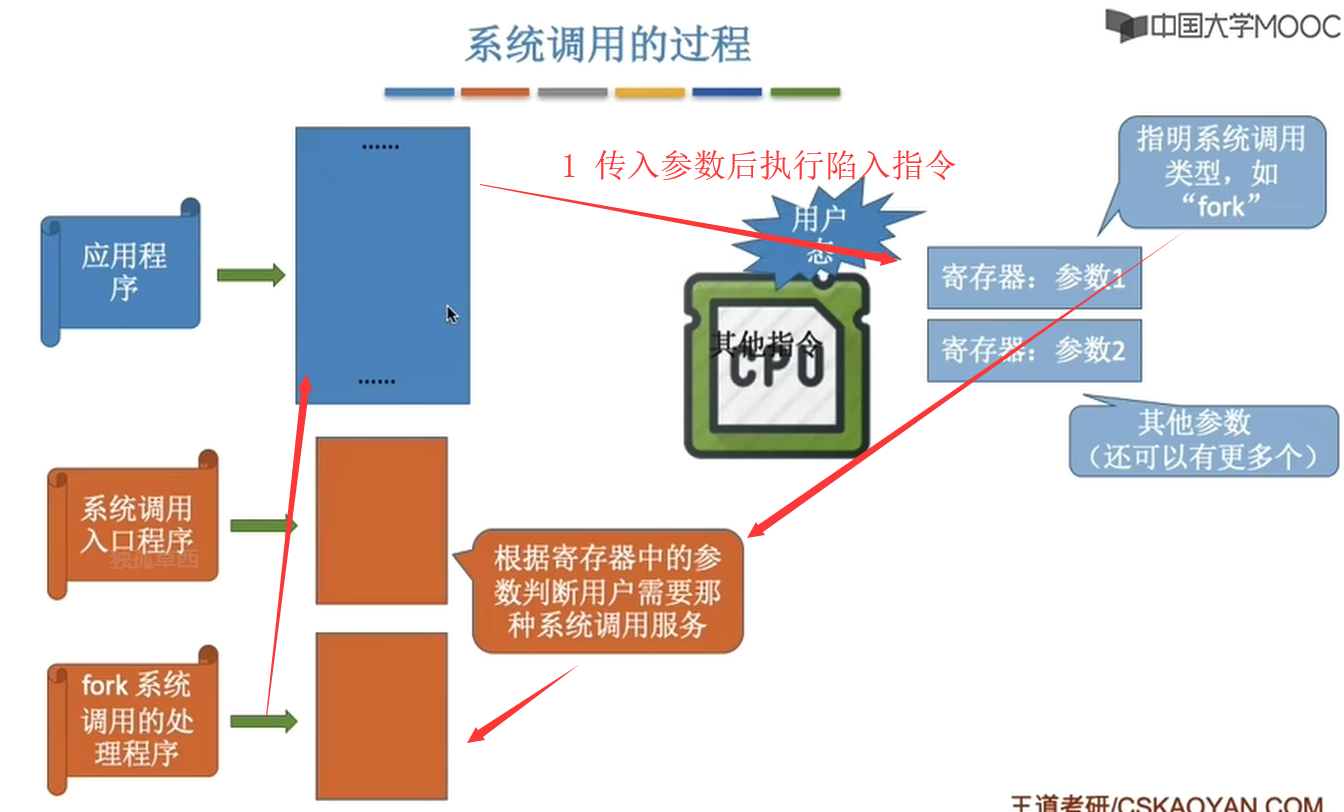 系统调用的过程
中国大学MOOC
……
1 传入参数后执行陷入指令
指明系统调用
类型，如
“fork”
用户
态
应用程
序
寄存器：参数1
其他指令
CPU
寄存器：参数2
……
其他参数
（还可以有更多个）
系统调用
入口程序
独孤草西
根据寄存器中的参
数判断用户需要那
种系统调用服务
fork 系统
调用的处
理程序
王道考研/CSKAOYAN.COM